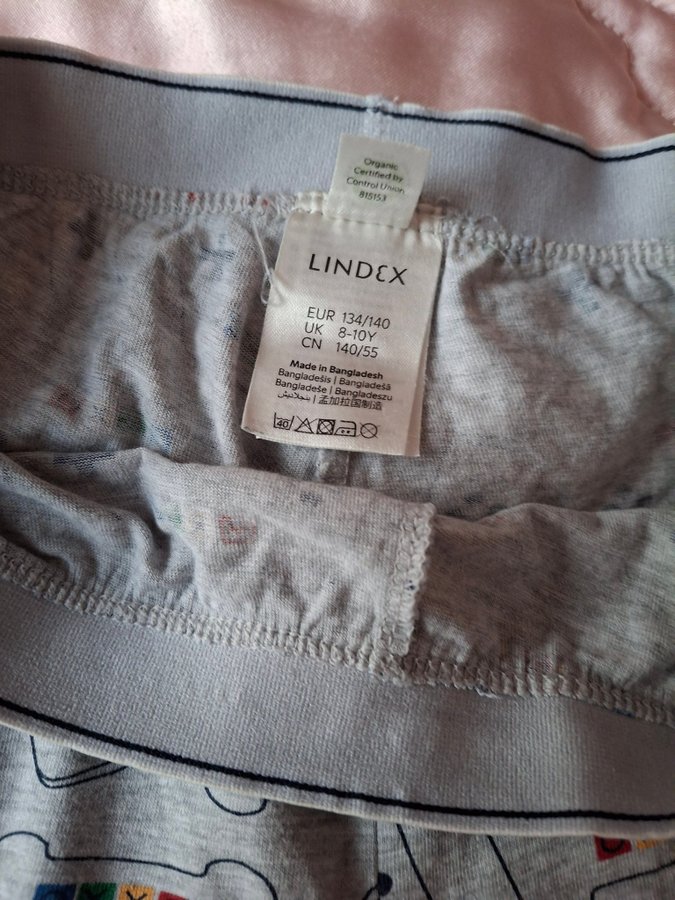 Organic
Certified by
Control Union
815153
LINDEX
EUR 134/140
UK 8-10Y
CN 140/55
Made in Bangladesh
Bangladešis | Bangladešā
Bangladeše | Bangladeszu
بنجلاديش | 孟加拉国制造
40